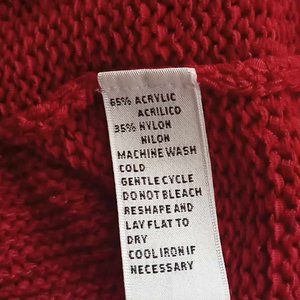 65% ACRYLIC
ACRILICO
35% NYLON
NILON
MACHINE WASH
COLD
GENTLE CYCLE
DO NOT BLEACH
RESHAPE AND
LAY FLAT TO
DRY
COOL IRON IF
NECESSARY